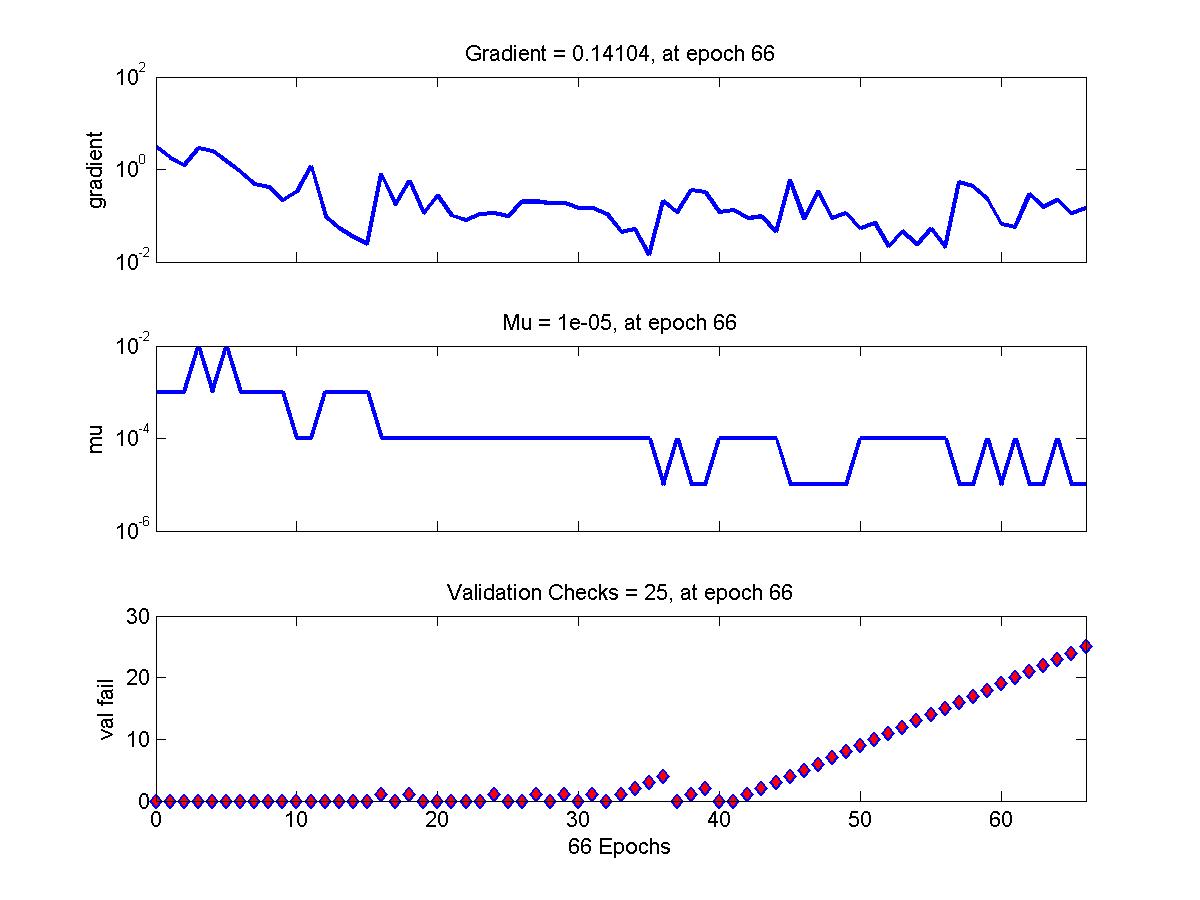 Gradient = 0.14104, at epoch 66
10^2
10^0
10^-2
gradient
Mu = 1e-05, at epoch 66
10^-2
10^-4
10^-6
mu
Validation Checks = 25, at epoch 66
30
20
10
0
val fail
0 10 20 30 40 50 60
66 Epochs